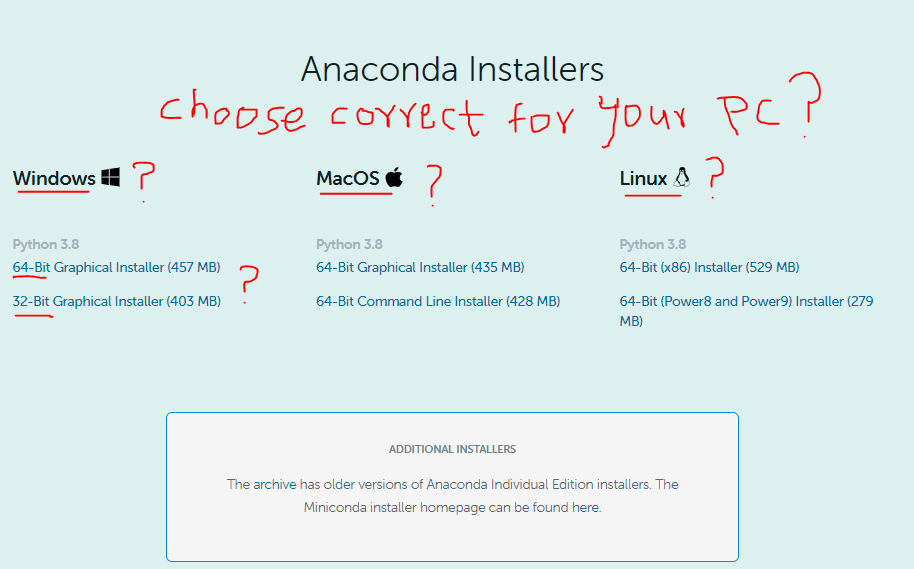 Anaconda Installers
choose correct for your PC?
Windows ?
MacOS ?
Linux ?
Python 3.8
64-Bit Graphical Installer (457 MB)
32-Bit Graphical Installer (403 MB)
?
Python 3.8
64-Bit Graphical Installer (435 MB)
64-Bit Command Line Installer (428 MB)
Python 3.8
64-Bit (x86) Installer (529 MB)
64-Bit (Power8 and Power9) Installer (279
MB)
ADDITIONAL INSTALLERS
The archive has older versions of Anaconda Individual Edition installers. The
Miniconda installer homepage can be found here.